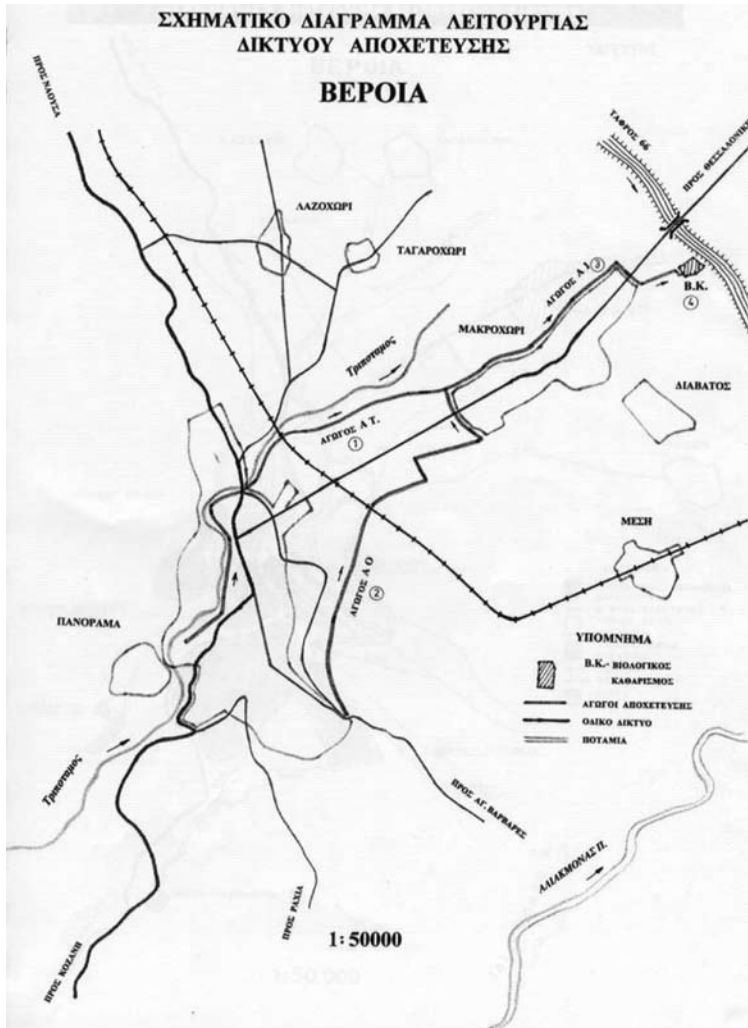 ΣΧΗΜΑΤΙΚΟ ΔΙΑΓΡΑΜΜΑ ΛΕΙΤΟΥΡΓΙΑΣ
ΔΙΚΤΥΟΥ ΑΠΟΧΕΤΕΥΣΗΣ
ΒΕΡΟΙΑ
ΠΡΟΣ ΝΑΟΥΣΑ
ΤΑΦΡΟΣ 66
ΠΡΟΣ ΘΕΣΣΑΛΟΝΙΚΗ
ΛΑΖΟΧΩΡΙ
ΤΑΓΑΡΟΧΩΡΙ
ΑΓΩΓΟΣ Α 1 3
Β.Κ.
4
ΜΑΚΡΟΧΩΡΙ
Τριποταμος
ΔΙΑΒΑΤΟΣ
ΑΓΩΓΟΣ Α Τ.
1
ΜΕΣΗ
ΑΓΩΓΟΣ Α Ο
2
ΠΑΝΟΡΑΜΑ
ΥΠΟΜΝΗΜΑ
Β.Κ.- ΒΙΟΛΟΓΙΚΟΣ
ΚΑΘΑΡΙΣΜΟΣ
ΑΓΩΓΟΙ ΑΠΟΧΕΤΕΥΣΗΣ
ΟΔΙΚΟ ΔΙΚΤΥΟ
ΠΟΤΑΜΙΑ
Τριποταμος
ΠΡΟΣ ΑΓ. ΒΑΡΒΑΡΕΣ
ΑΛΙΑΚΜΟΝΑΣ Π.
ΠΡΟΣ ΡΑΧΙΑ
1: 50000
ΠΡΟΣ ΚΟΖΑΝΗ